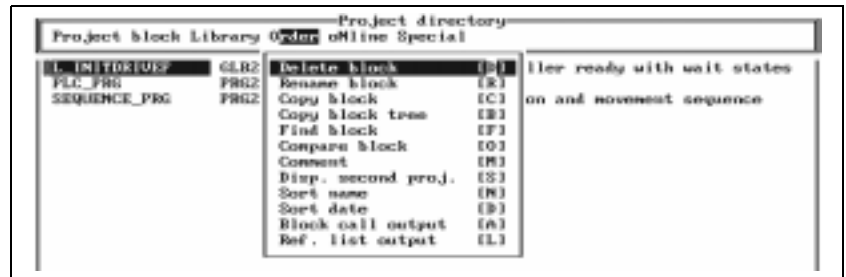 Project directory
Project block Library Order oNline Special
GLB2 Delete block [D] ller ready with wait states
PLC_PRG PRG2 Rename block [R]
SEQUENCE_PRG PRG2 Copy block [C] on and movement sequence
Copy block tree
Find block [F]
Compare block [O]
Comment [M]
Disp. second proj. [S]
Sort name [N]
Sort date [D]
Block call output [A]
Ref. list output [L]